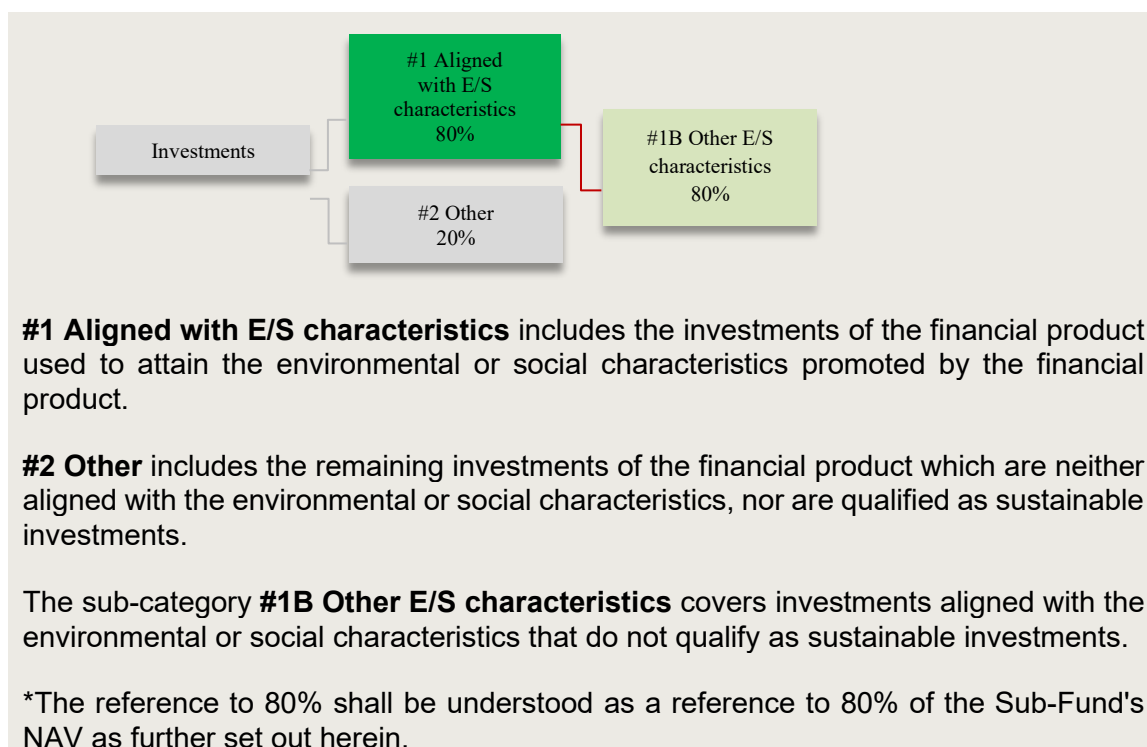 #1 Aligned
with E/S
characteristics
80%
Investments
#1B Other E/S
characteristics
80%
#2 Other
20%
#1 Aligned with E/S characteristics includes the investments of the financial product
used to attain the environmental or social characteristics promoted by the financial
product.
#2 Other includes the remaining investments of the financial product which are neither
aligned with the environmental or social characteristics, nor are qualified as sustainable
investments.
The sub-category #1B Other E/S characteristics covers investments aligned with the
environmental or social characteristics that do not qualify as sustainable investments.
*The reference to 80% shall be understood as a reference to 80% of the Sub-Fund's
NAV as further set out herein.